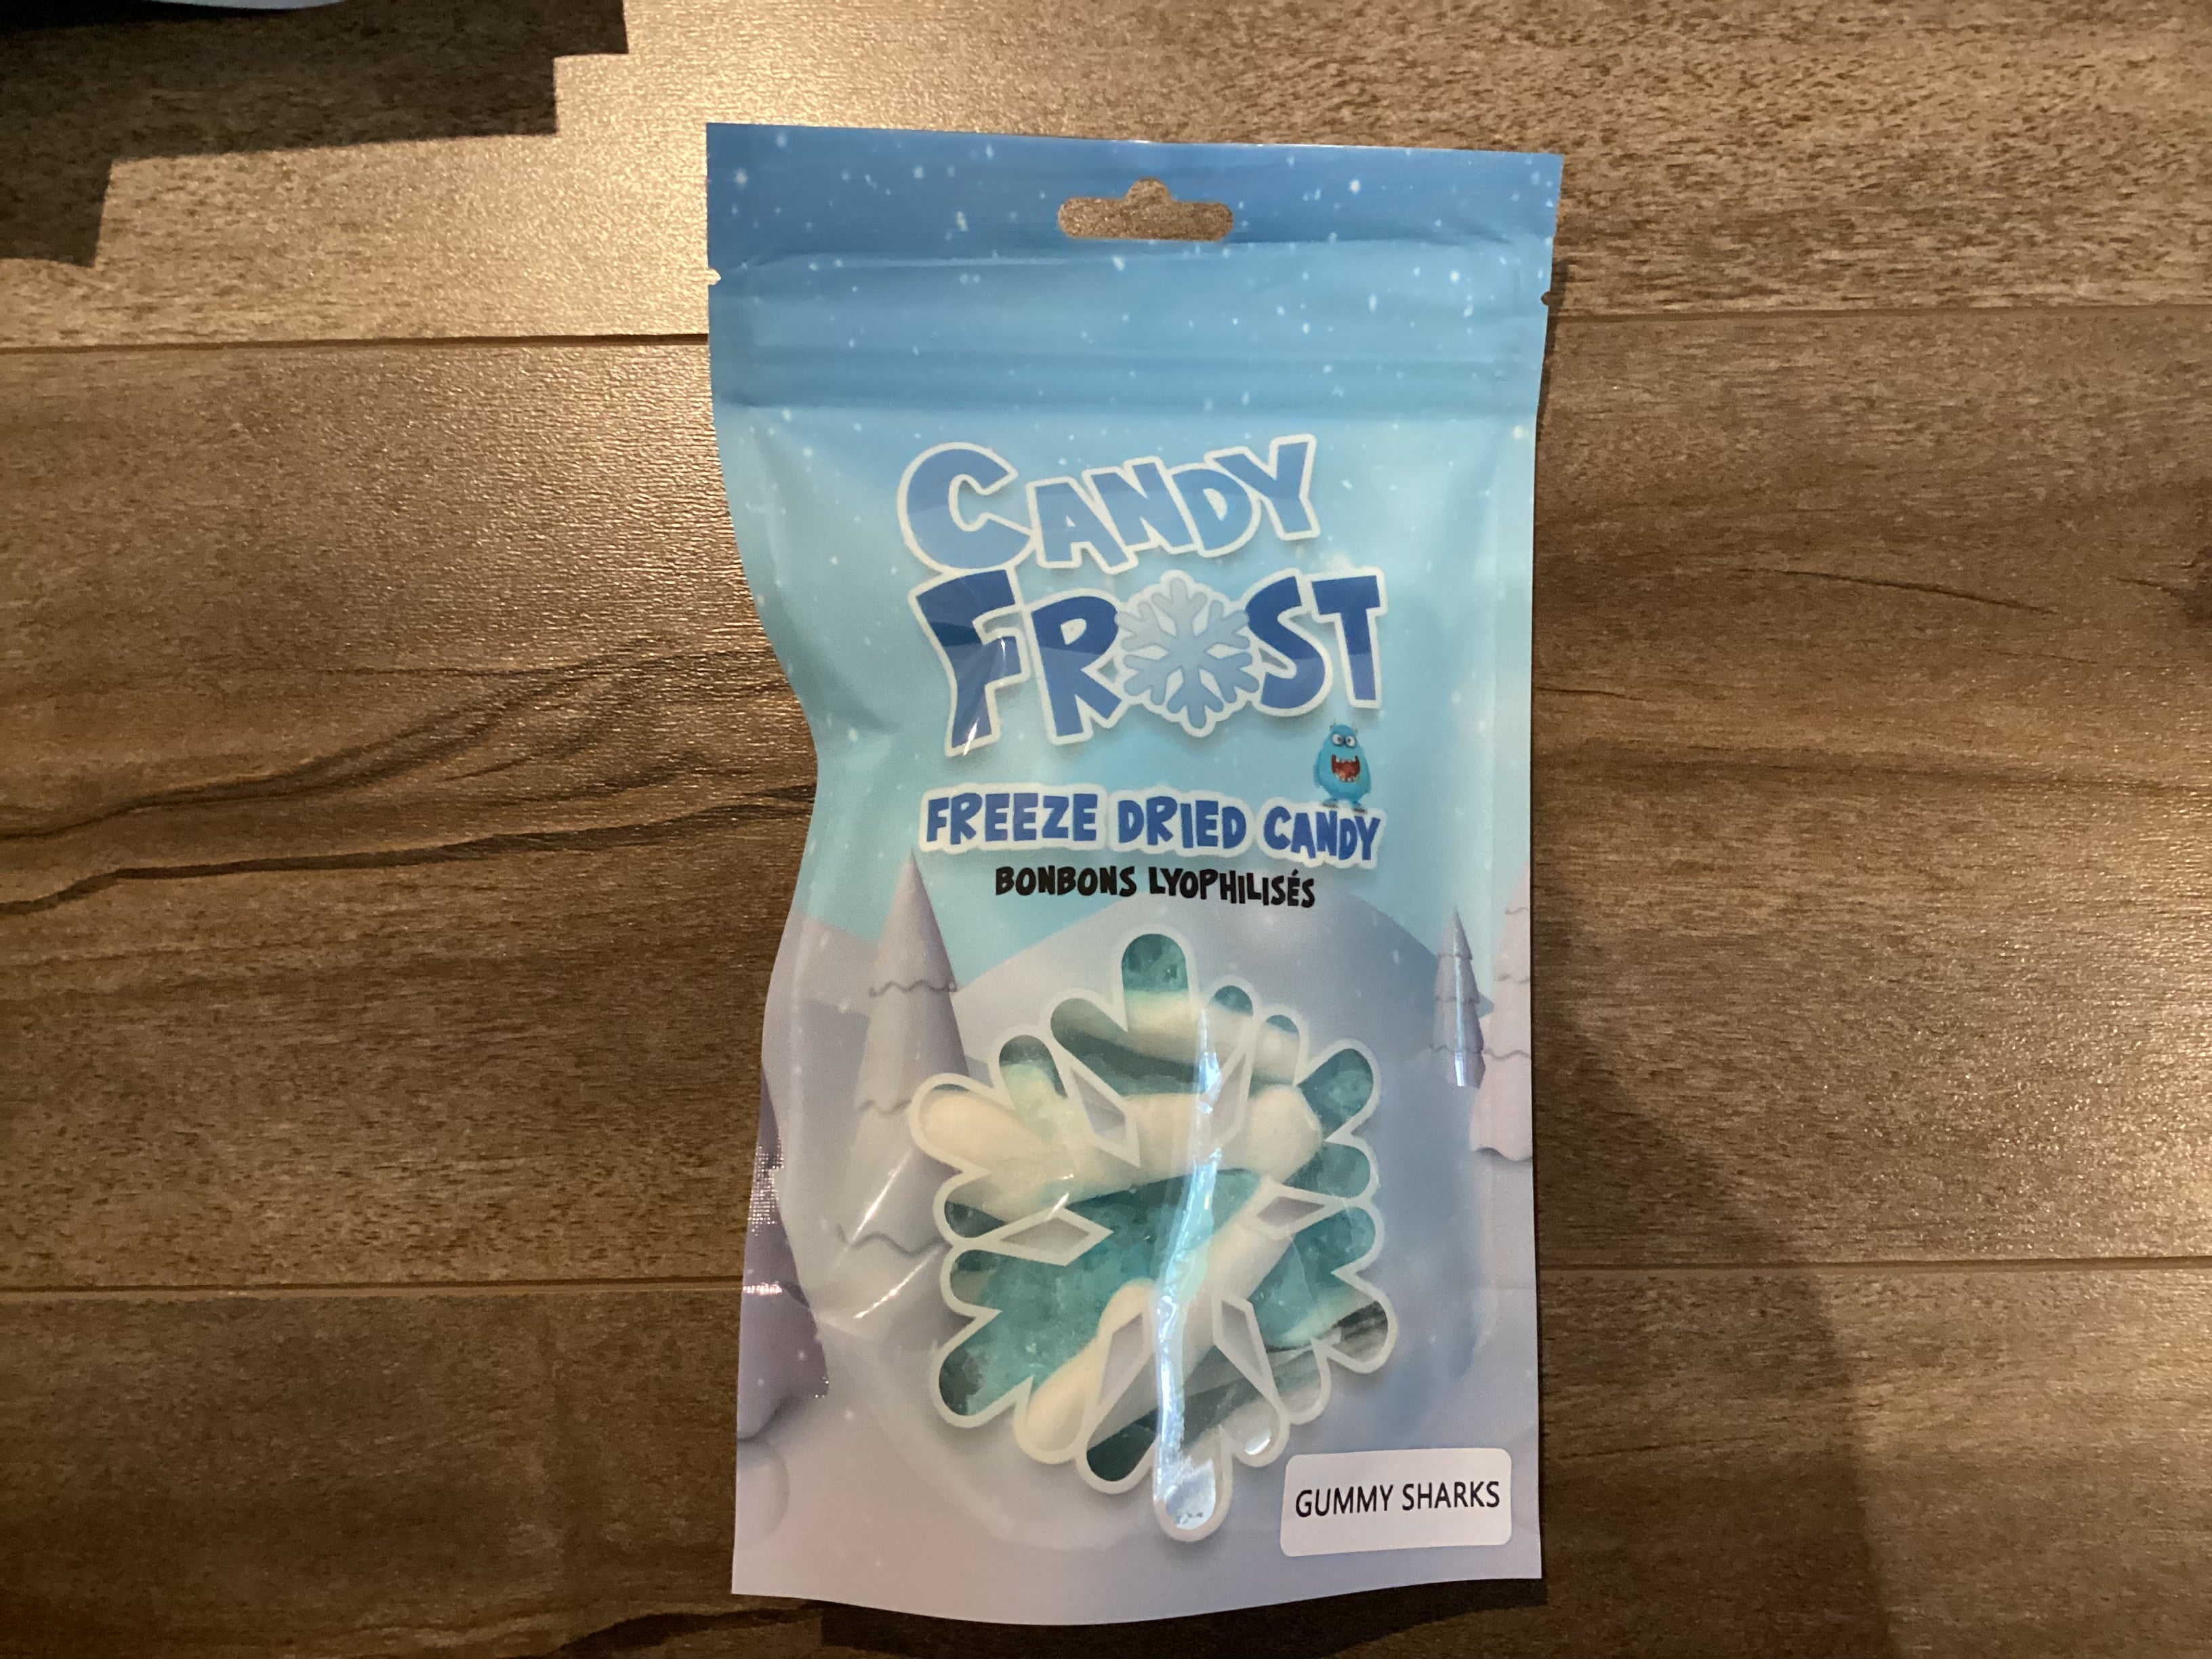 CANDY
FROST
FREEZE DRIED CANDY
BONBONS LYOPHILISÉS
GUMMY SHARKS